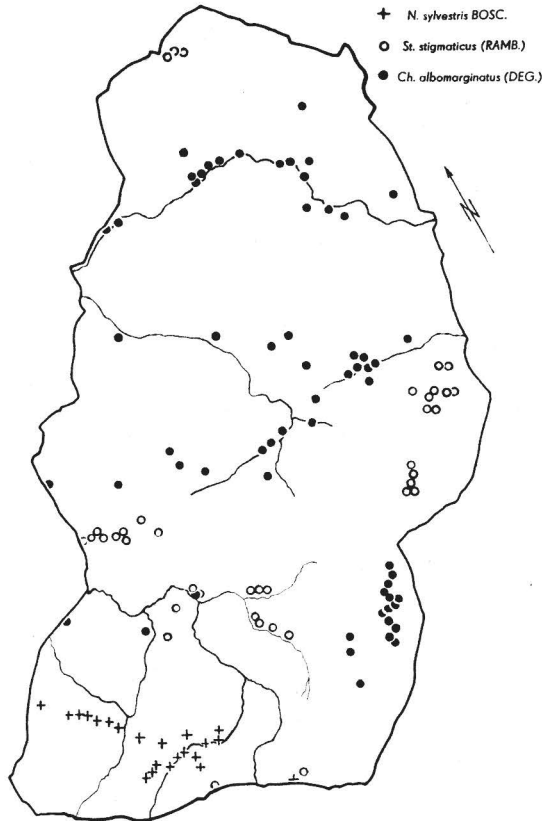 + N. sylvestris BOSC.
o St. stigmaticus (RAMB.)
● Ch. albomarginatus (DEG.)
N